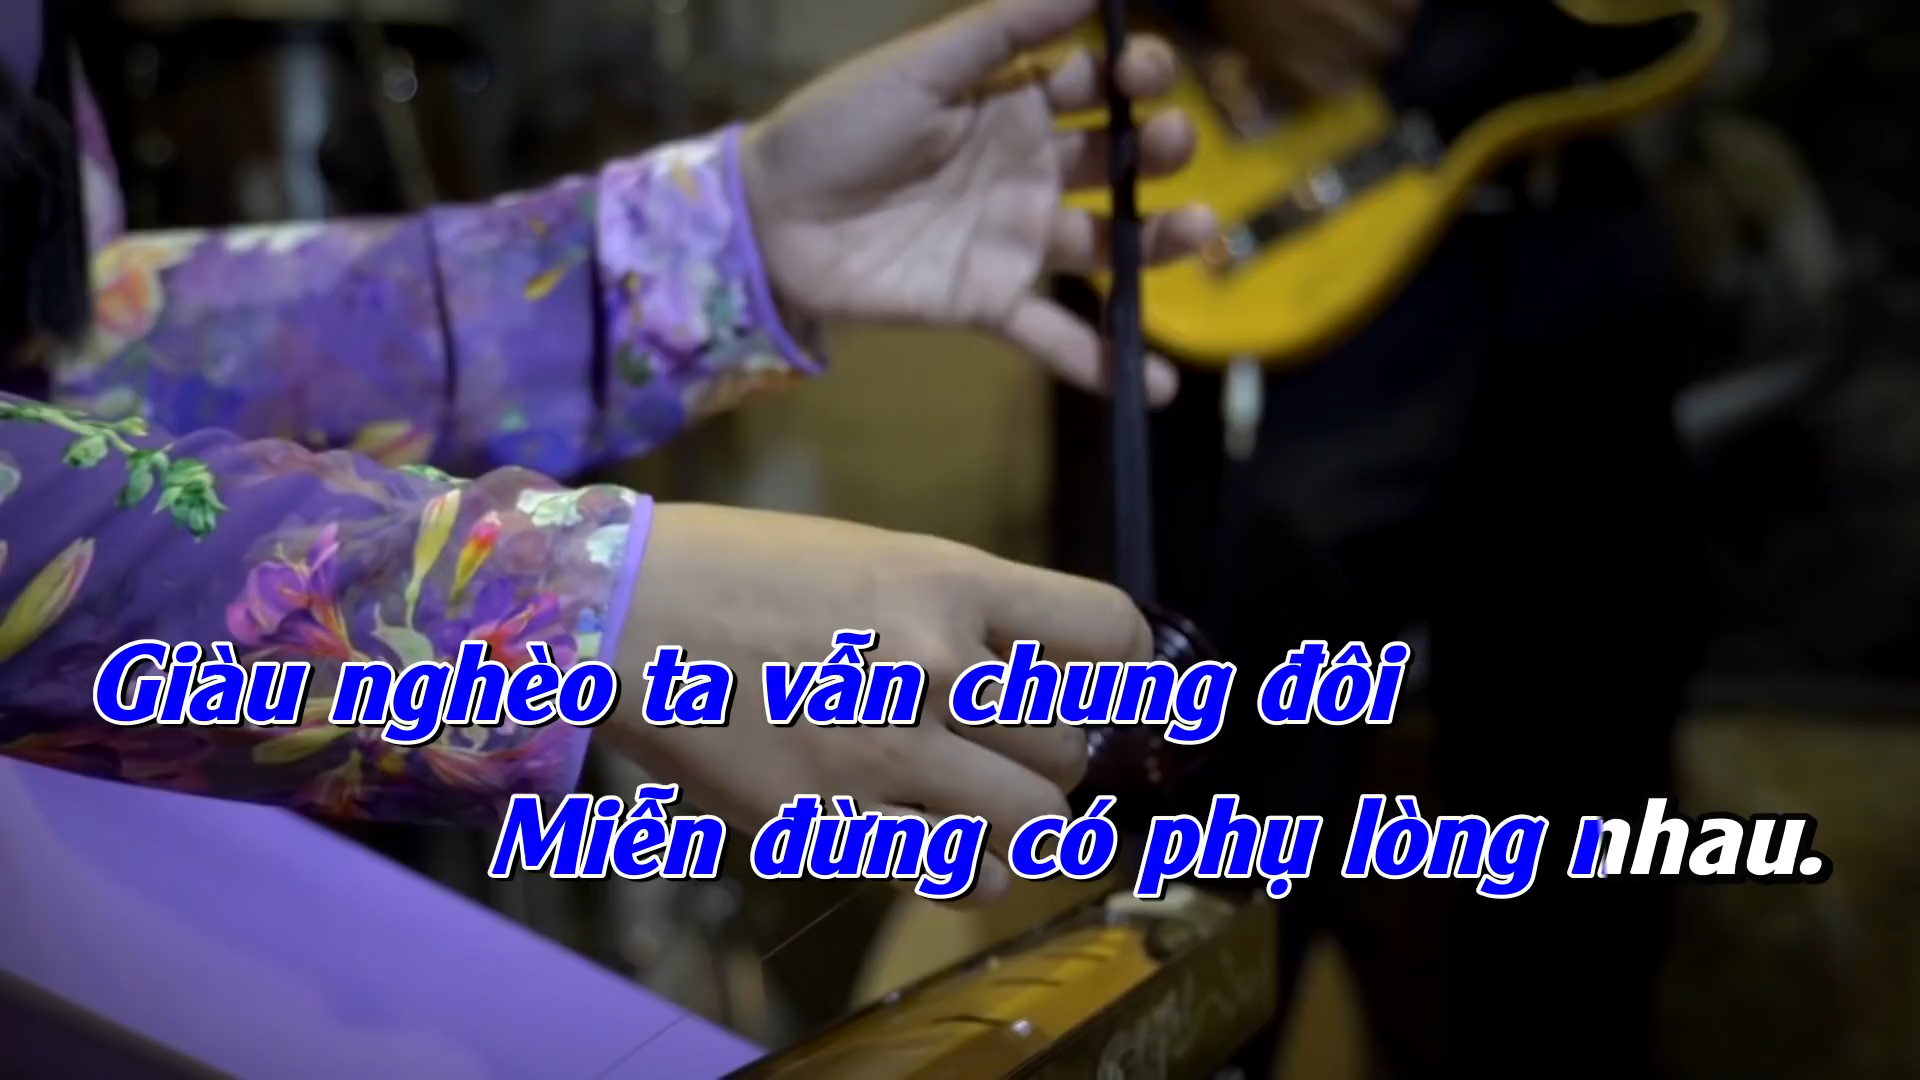 Giàu nghèo ta vẫn chung đôi
Miễn đừng có phụ lòng nhau.